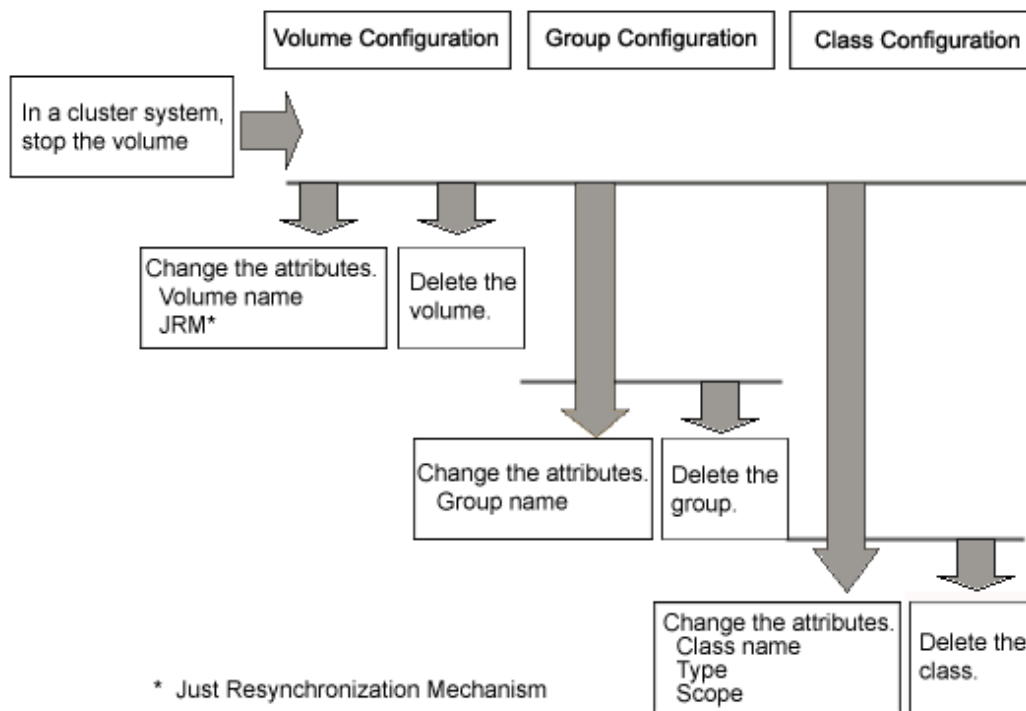 Volume Configuration
Group Configuration
Class Configuration
In a cluster system,
stop the volume
Change the attributes.
Volume name
JRM*
Delete the
volume.
Change the attributes.
Group name
Delete the
group.
Change the attributes.
Class name
Type
Scope
Delete the
class.
* Just Resynchronization Mechanism